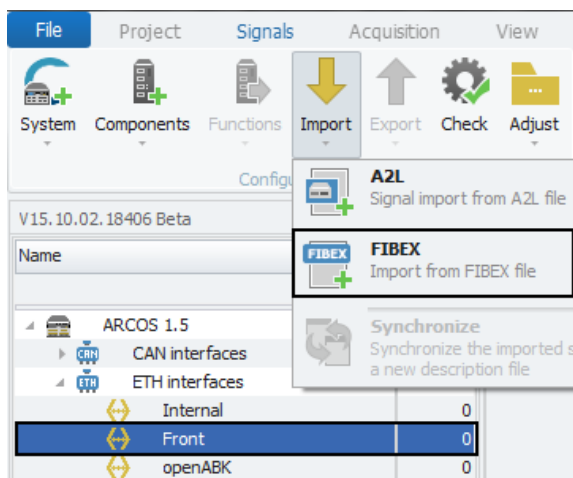 File Project Signals Acquisition View
System Components Functions Import Export Check Adjust
Configu
A2L
Signal import from A2L file
V15.10.02.18406 Beta
Name
FIBEX
FIBEX
Import from FIBEX file
ARCOS 1.5
Synchronize
Synchronize the imported s
a new description file
CAN CAN interfaces
ETH ETH interfaces
Internal 0
Front 0
openABK 0